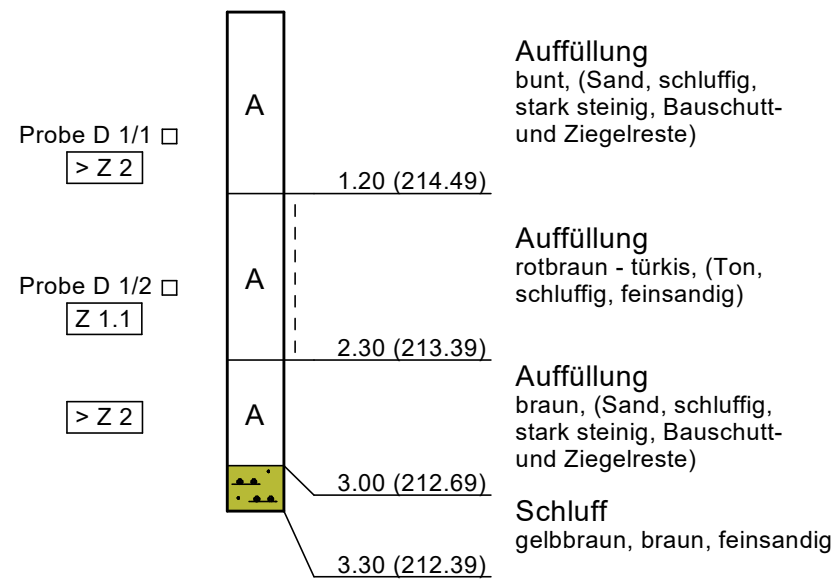 Auffüllung
bunt, (Sand, schluffig,
stark steinig, Bauschutt-
und Ziegelreste)
A
Probe D 1/1
> Z 2
1.20 (214.49)
Auffüllung
rotbraun - türkis, (Ton,
schluffig, feinsandig)
A
Probe D 1/2
Z 1.1
2.30 (213.39)
Auffüllung
braun, (Sand, schluffig,
stark steinig, Bauschutt-
und Ziegelreste)
> Z 2
A
3.00 (212.69)
Schluff
gelbbraun, braun, feinsandig
3.30 (212.39)